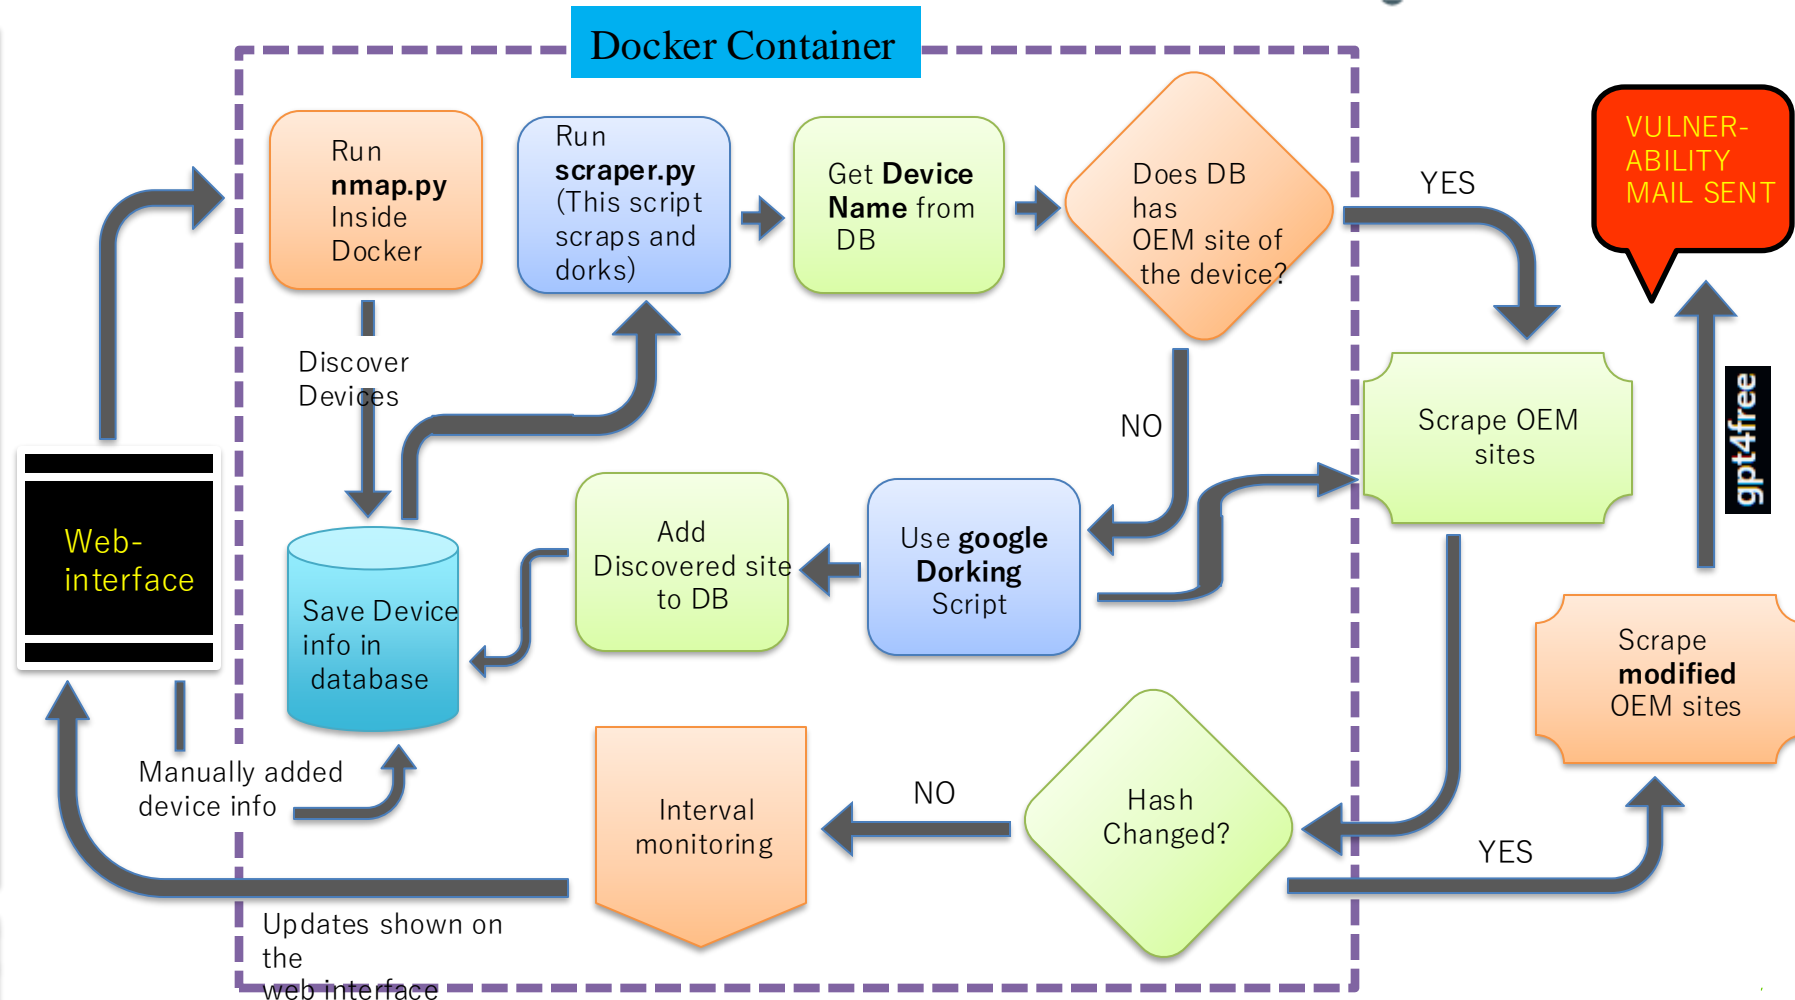 Docker Container
Run
nmap.py
Inside
Docker
Run
scraper.py
(This script
scraps and
dorks)
Get Device
Name from
DB
Does DB
has
OEM site of
the device?
YES
VULNER-
ABILITY
MAIL SENT
Discover
Devices
NO
Scrape OEM
sites
gpt4free
Web-
interface
Save Device
info in
database
Add
Discovered site
to DB
Use google
Dorking
Script
Scrape
modified
OEM sites
Manually added
device info
Interval
monitoring
NO
Hash
Changed?
YES
Updates shown on
the
web interface